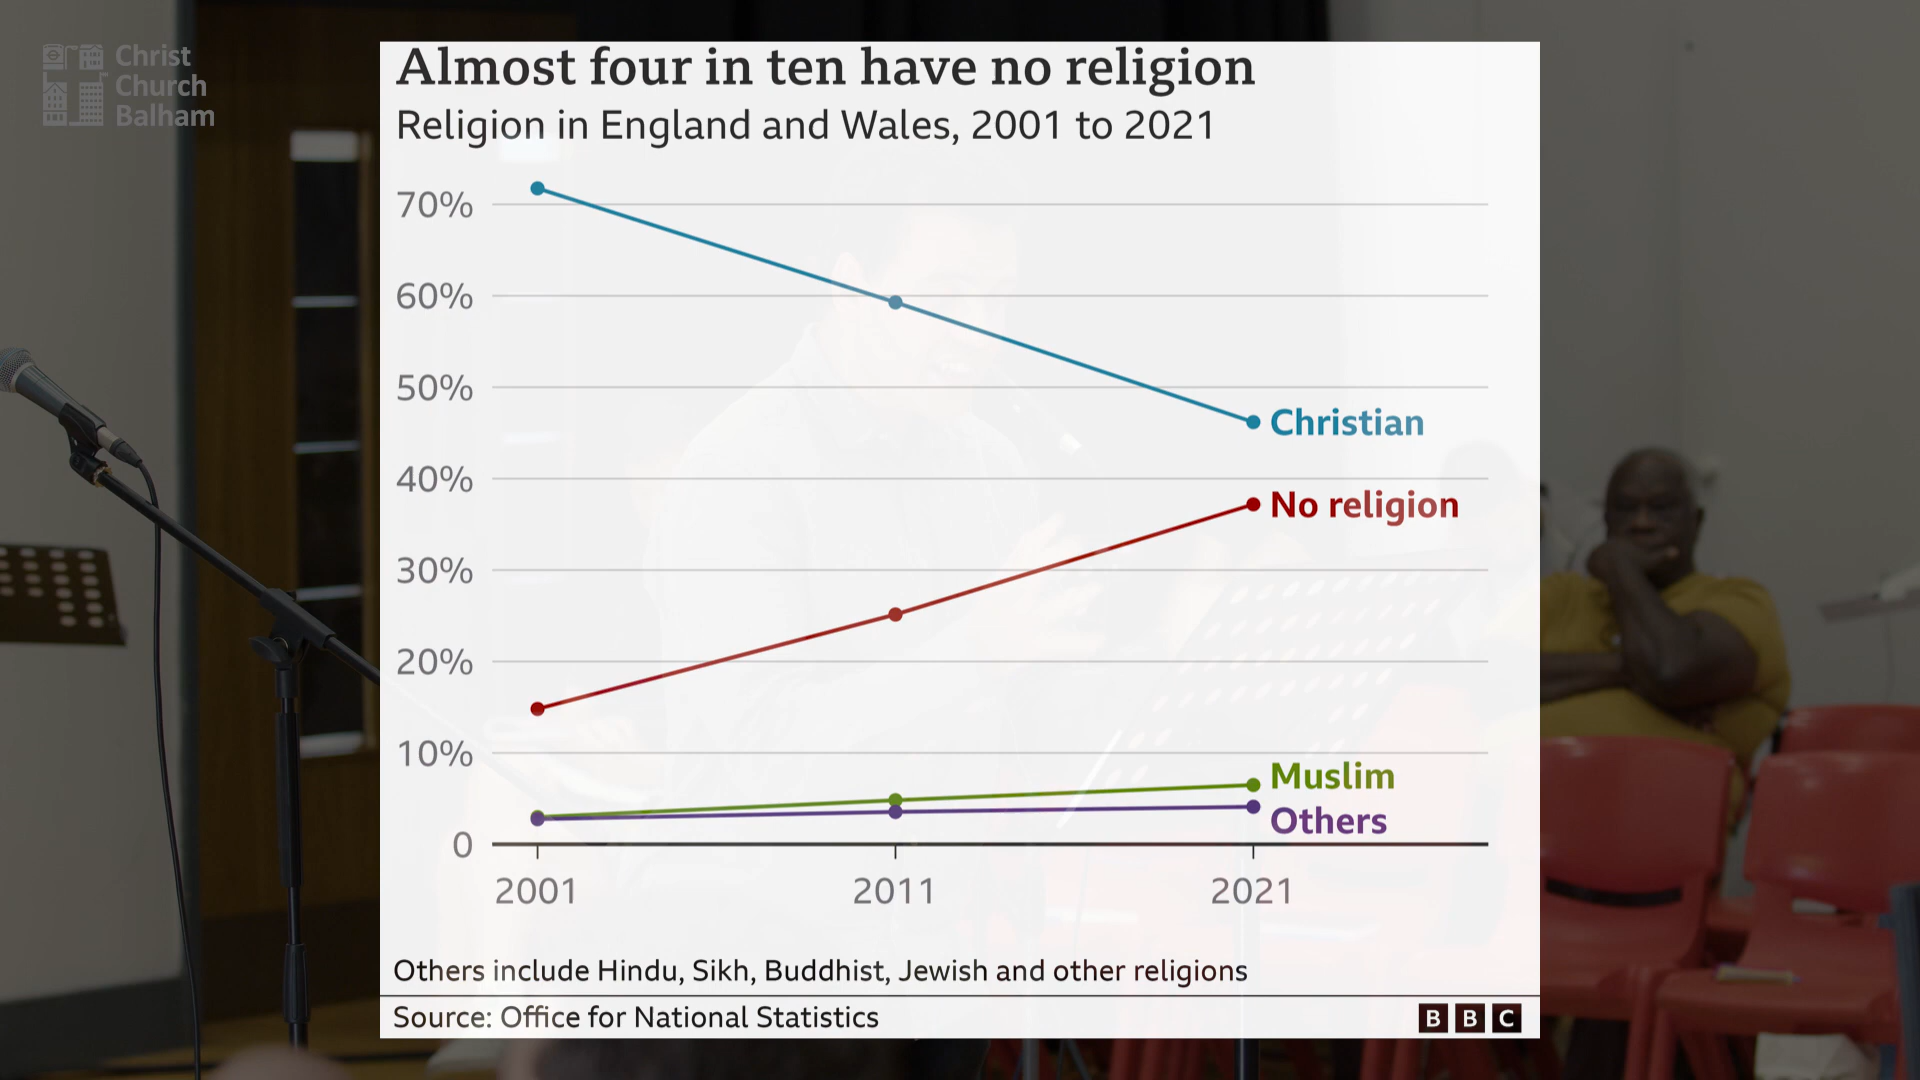 Christ
Church
Balham
Almost four in ten have no religion
Religion in England and Wales, 2001 to 2021
70%
60%
50%
Christian
40%
No religion
30%
20%
10%
Muslim
Others
0
2001 2011 2021
Others include Hindu, Sikh, Buddhist, Jewish and other religions
Source: Office for National Statistics
BBC